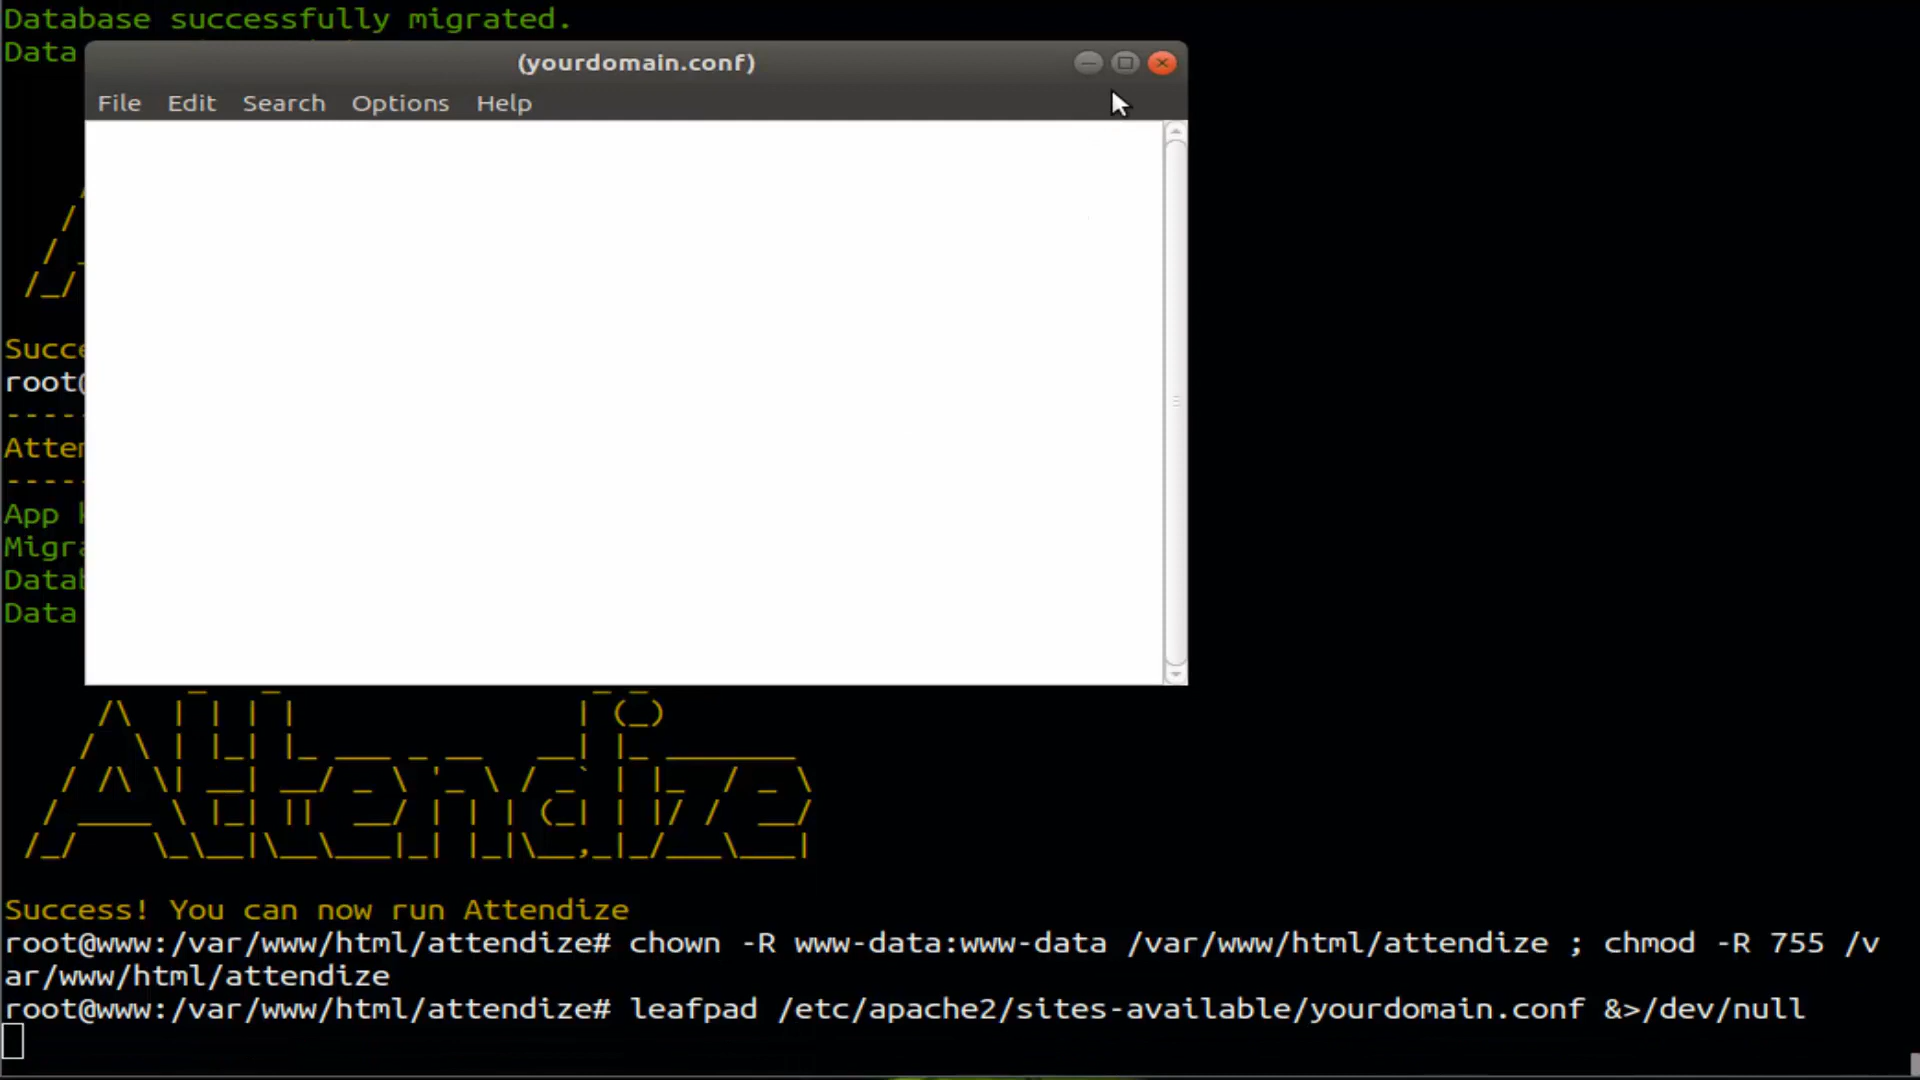 Database successfully migrated.
Data
(yourdomain.conf)
File Edit Search Options Help
Succe
root@
-----
Atten
-----
App k
Migra
Datab
Data
Attendize
Success! You can now run Attendize
root@www:/var/www/html/attendize# chown -R www-data:www-data /var/www/html/attendize ; chmod -R 755 /v
ar/www/html/attendize
root@www:/var/www/html/attendize# leafpad /etc/apache2/sites-available/yourdomain.conf &>/dev/null